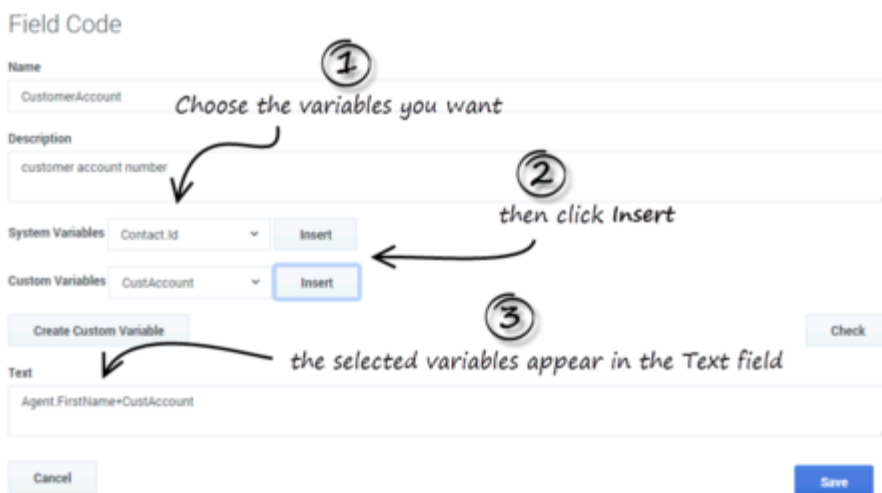 Field Code
Name
1
CustomerAccount
Choose the variables you want
Description
customer account number
2
then click Insert
System Variables Contact.Id Insert
Custom Variables CustAccount Insert
3
Create Custom Variable Check
the selected variables appear in the Text field
Text
Agent.FirstName+CustAccount
Cancel Save